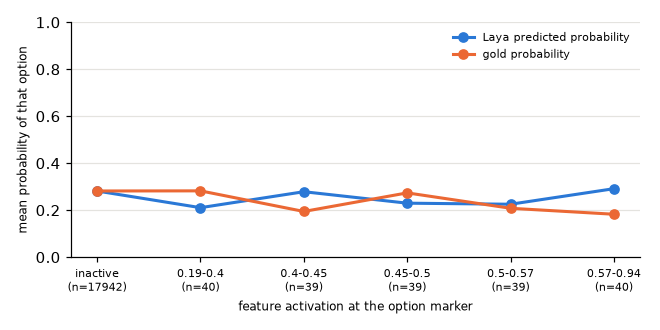 1.0
0.8
0.6
0.4
0.2
0.0
mean probability of that option
Laya predicted probability
gold probability
inactive 0.19-0.4 0.4-0.45 0.45-0.5 0.5-0.57 0.57-0.94
(n=17942) (n=40) (n=39) (n=39) (n=39) (n=40)
feature activation at the option marker